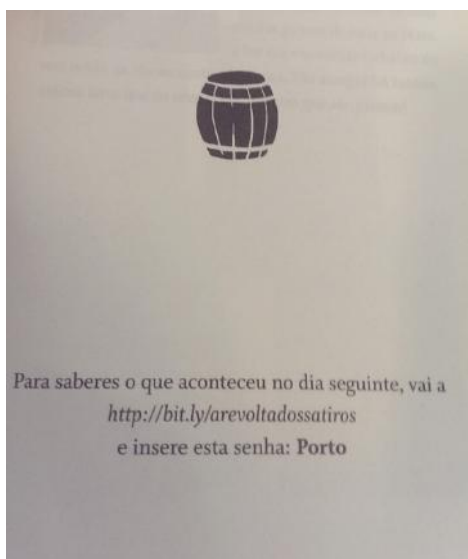 Para saberes o que aconteceu no dia seguinte, vai a
http://bit.ly/arevoltadossatiros
e insere esta senha: Porto